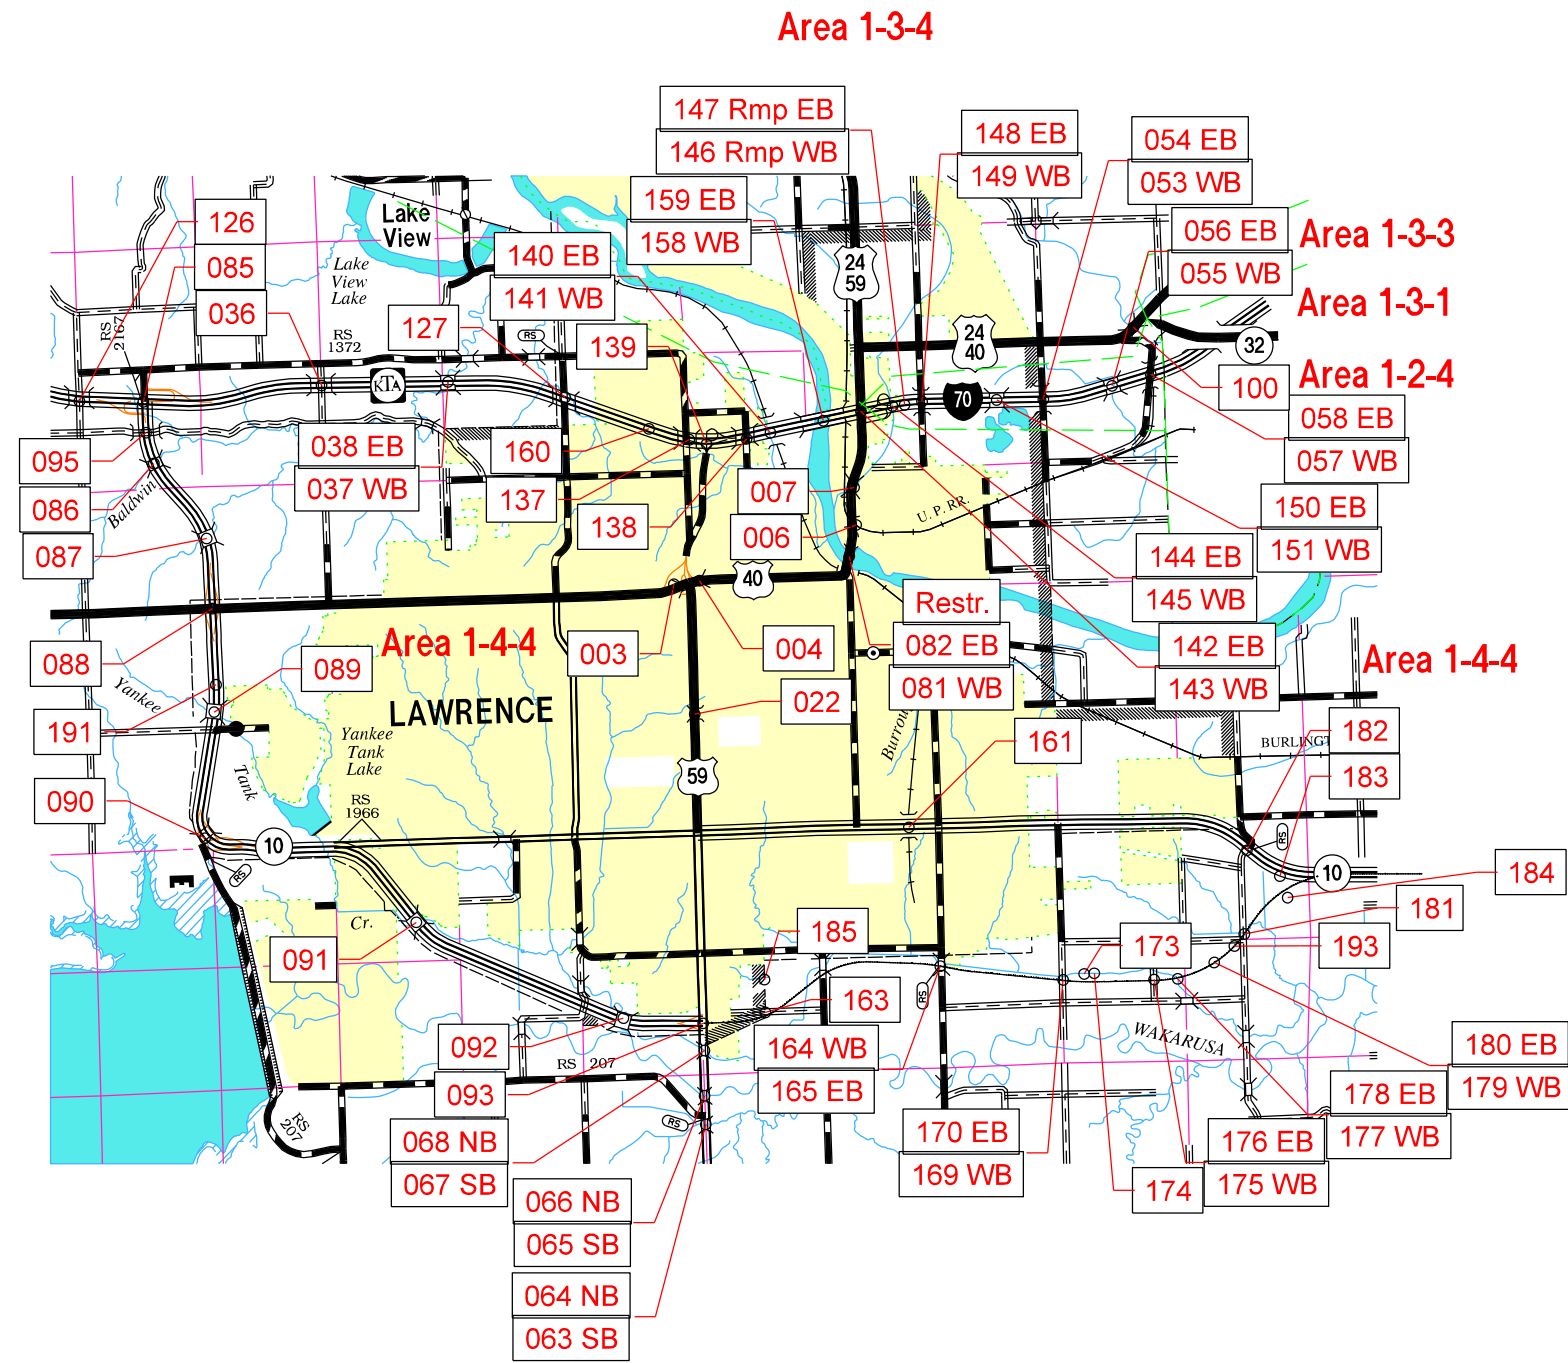 Area 1-3-4
147 Rmp EB
146 Rmp WB
148 EB
149 WB
054 EB
053 WB
159 EB
158 WB
126
085
036
Lake
View
Lake
View
Lake
140 EB
141 WB
24
59
056 EB
055 WB
Area 1-3-3
Area 1-3-1
RS
2167
RS
1372
127
RS
139
24
40
32
KTA
70
100
Area 1-2-4
058 EB
057 WB
095
086
087
Baldwin
038 EB
037 WB
160
137
138
007
006
U. P. RR.
150 EB
151 WB
144 EB
145 WB
40
Restr.
082 EB
081 WB
142 EB
143 WB
Area 1-4-4
Area 1-4-4
088
089
003
004
022
191
Yankee
LAWRENCE
Yankee
Tank
Lake
Tank
59
161
182
183
BURLINGT
090
RS
1966
10
RS
RS
10
184
E
Cr.
091
185
173
181
193
163
RS
WAKARUSA
092
093
RS 207
164 WB
165 EB
180 EB
179 WB
RS
207
068 NB
067 SB
RS
170 EB
169 WB
178 EB
177 WB
176 EB
175 WB
174
066 NB
065 SB
064 NB
063 SB